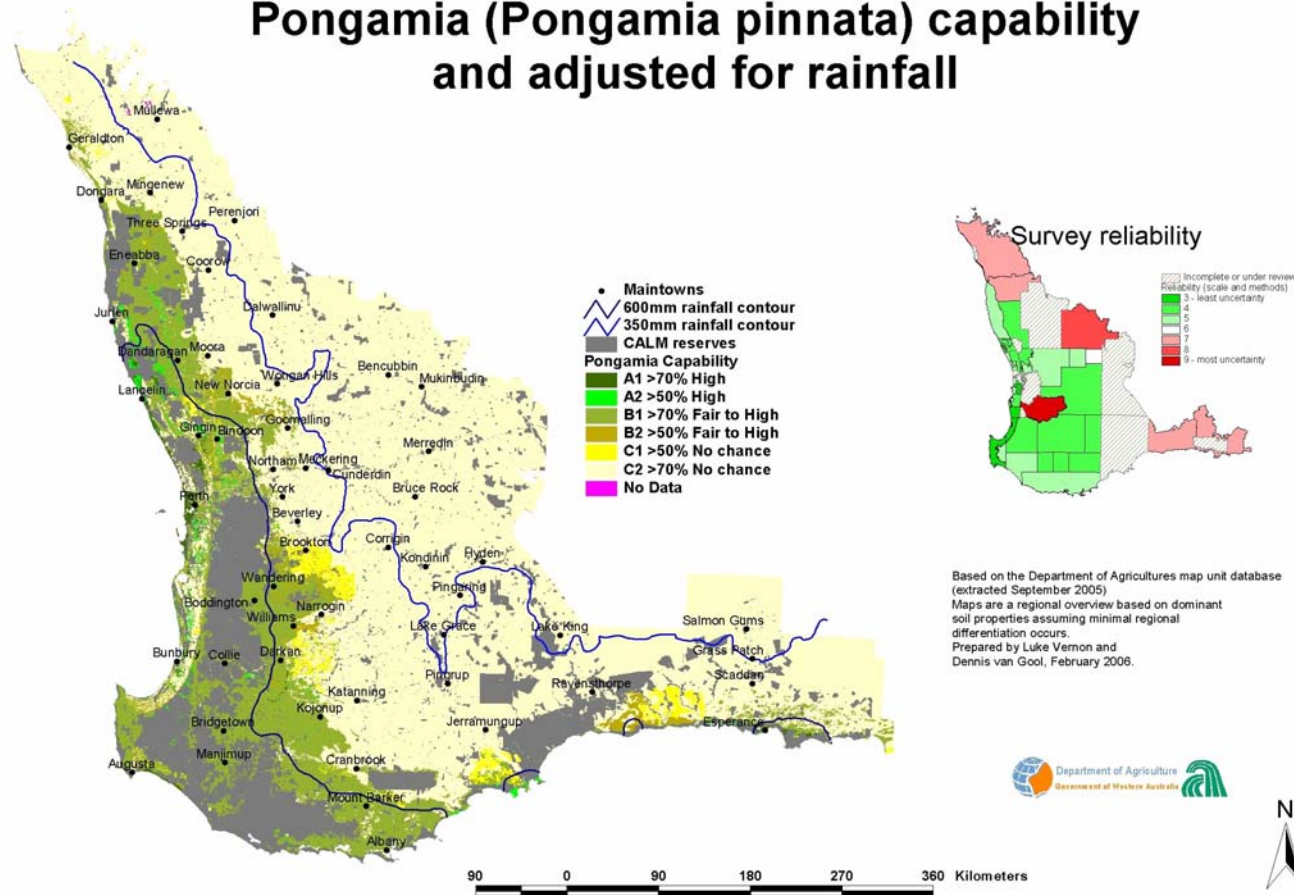 Pongamia (Pongamia pinnata) capability
and adjusted for rainfall
Mullewa
Geraldton
Mingenew
Dongara
Perenjori
Three Springs
Eneabba
Coorow
Dalwallinu
Jurien
Dandaragan
Moora
Bencubbin
Wongan Hills
Mukinbudin
New Norcia
Lancelin
Goomalling
Gingin
Bindoon
Merredin
Northam
Meckering
Cunderdin
York
Bruce Rock
Perth
Beverley
Brookton
Corrigin
Kondinin
Hyden
Wandering
Pingaring
Boddington
Narrogin
Williams
Lake Grace
Lake King
Salmon Gums
Bunbury
Collie
Darkan
Grass Patch
Pingrup
Scaddan
Ravensthorpe
Katanning
Kojonup
Bridgetown
Jerramungup
Esperance
Manjimup
Augusta
Cranbrook
Mount Barker
Albany
Maintowns
600mm rainfall contour
350mm rainfall contour
CALM reserves
Pongamia Capability
A1 >70% High
A2 >50% High
B1 >70% Fair to High
B2 >50% Fair to High
C1 >50% No chance
C2 >70% No chance
No Data
Survey reliability
Incomplete or under review
Reliability (scale and methods)
3 - least uncertainty
4
5
6
7
8
9 - most uncertainty
Based on the Department of Agricultures map unit database
(extracted September 2005)
Maps are a regional overview based on dominant
soil properties assuming minimal regional
differentiation occurs.
Prepared by Luke Vernon and
Dennis van Gool, February 2006.
Department of Agriculture
Government of Western Australia
N
90 0 90 180 270 360 Kilometers